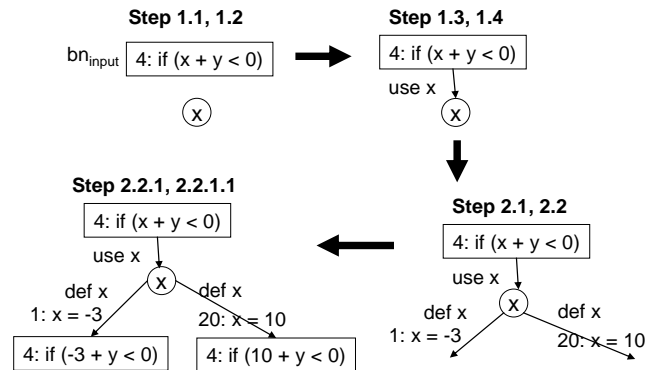 Step 1.1, 1.2
bn_input 4: if (x + y < 0)
x
Step 1.3, 1.4
4: if (x + y < 0)
use x
x
Step 2.1, 2.2
4: if (x + y < 0)
use x
x
def x
1: x = -3
def x
20: x = 10
Step 2.2.1, 2.2.1.1
4: if (x + y < 0)
use x
x
def x
1: x = -3
def x
20: x = 10
4: if (-3 + y < 0)
4: if (10 + y < 0)